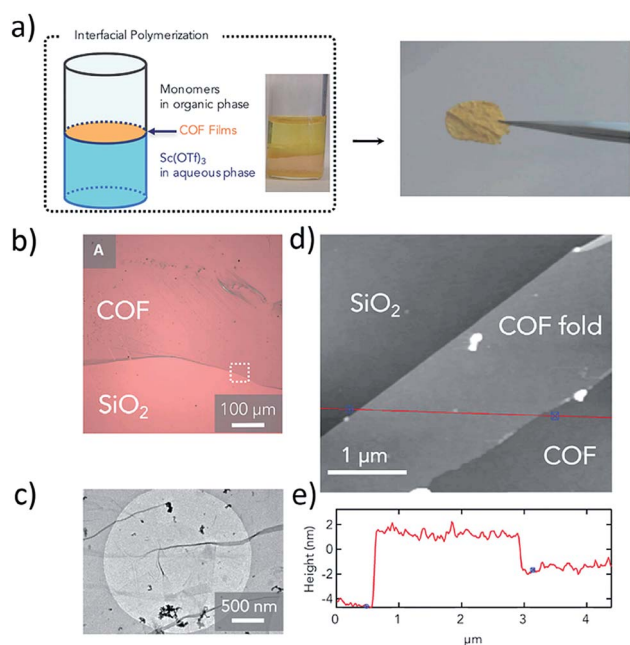 a)
Interfacial Polymerization
Monomers
in organic phase
COF Films
Sc(OTf)3
in aqueous phase
b)
A
COF
SiO2
100 µm
c)
500 nm
d)
SiO2
COF fold
COF
1 µm
e)
Height (nm)
2
0
-2
-4
0
1
2
3
4
µm